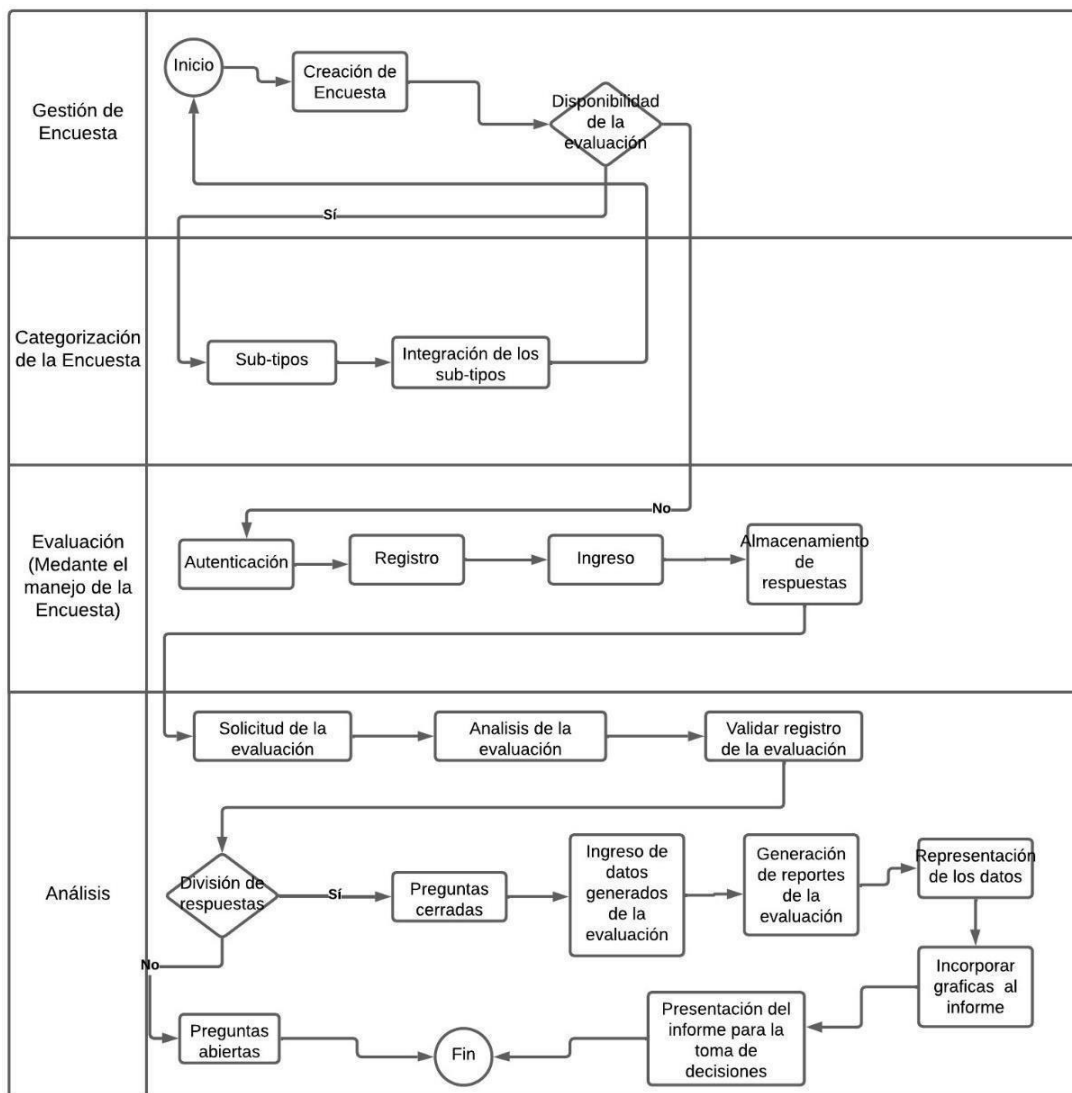 Gestión de
Encuesta
Inicio
Creación de
Encuesta
Disponibilidad
de la
evaluación
Sí
Categorización
de la Encuesta
Sub-tipos
Integración de los
sub-tipos
No
Evaluación
(Medante el
manejo de la
Encuesta)
Autenticación
Registro
Ingreso
Almacenamiento
de
respuestas
Análisis
Solicitud de la
evaluación
Analisis de la
evaluación
Validar registro
de la evaluación
División de
respuestas
Sí
Preguntas
cerradas
Ingreso de
datos
generados
de la
evaluación
Generación
de reportes
de la
evaluación
Representación
de los datos
No
Preguntas
abiertas
Fin
Presentación del
informe para la
toma de
decisiones
Incorporar
graficas al
informe